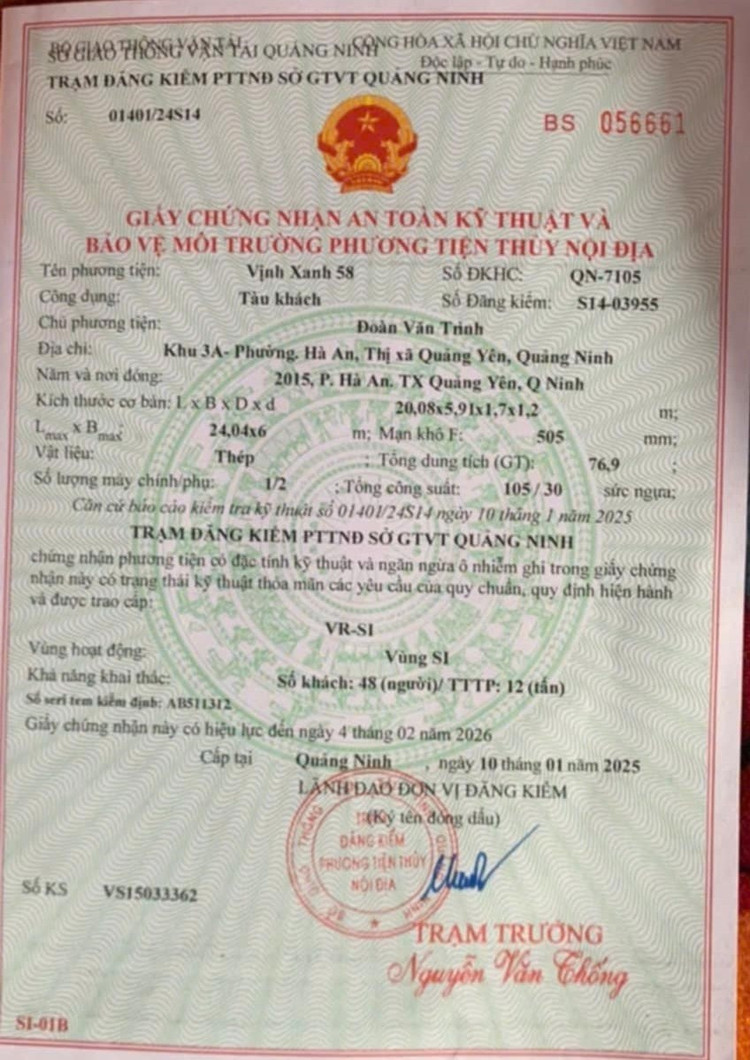 SỞ GIAO THÔNG VẬN TẢI QUẢNG NINH
CỘNG HÒA XÃ HỘI CHỦ NGHĨA VIỆT NAM
Độc lập - Tự do - Hạnh phúc
TRẠM ĐĂNG KIỂM PTTNĐ SỞ GTVT QUẢNG NINH
Số: 01401/24S14
BS 056661
GIẤY CHỨNG NHẬN AN TOÀN KỸ THUẬT VÀ
BẢO VỆ MÔI TRƯỜNG PHƯƠNG TIỆN THỦY NỘI ĐỊA
Tên phương tiện: Vịnh Xanh 58 Số ĐKHC: QN-7105
Công dụng: Tàu khách Số Đăng kiểm: S14-03955
Chủ phương tiện: Đoàn Văn Trình
Địa chỉ: Khu 3A- Phường. Hà An, Thị xã Quảng Yên, Quảng Ninh
Năm và nơi đóng: 2015, P. Hà An. TX Quảng Yên, Q Ninh
Kích thước cơ bản: L x B x D x d 20,08x5,91x1,7x1,2 m;
Lmax x Bmax: 24,04x6 m; Mạn khô F: 505 mm;
Vật liệu: Thép ; Tổng dung tích (GT): 76,9 ;
Số lượng máy chính/phụ: 1/2 ; Tổng công suất: 105 / 30 sức ngựa;
Căn cứ báo cáo kiểm tra kỹ thuật số 01401/24S14 ngày 10 tháng 1 năm 2025
TRẠM ĐĂNG KIỂM PTTNĐ SỞ GTVT QUẢNG NINH
chứng nhận phương tiện có đặc tính kỹ thuật và ngăn ngừa ô nhiễm ghi trong giấy chứng
nhận này có trạng thái kỹ thuật thỏa mãn các yêu cầu của quy chuẩn, quy định hiện hành
và được trao cấp:
VR-SI
Vùng hoạt động: Vùng SI
Khả năng khai thác: Số khách: 48 (người)/ TTTP: 12 (tấn)
Số seri tem kiểm định: AB511312
Giấy chứng nhận này có hiệu lực đến ngày 4 tháng 02 năm 2026
Cấp tại Quảng Ninh , ngày 10 tháng 01 năm 2025
LÃNH ĐẠO ĐƠN VỊ ĐĂNG KIỂM
(Ký tên đóng dấu)
ĐĂNG KIỂM
PHƯƠNG TIỆN THỦY
NỘI ĐỊA
Số KS VS15033362
TRẠM TRƯỞNG
Nguyễn Văn Thống
SI-01B